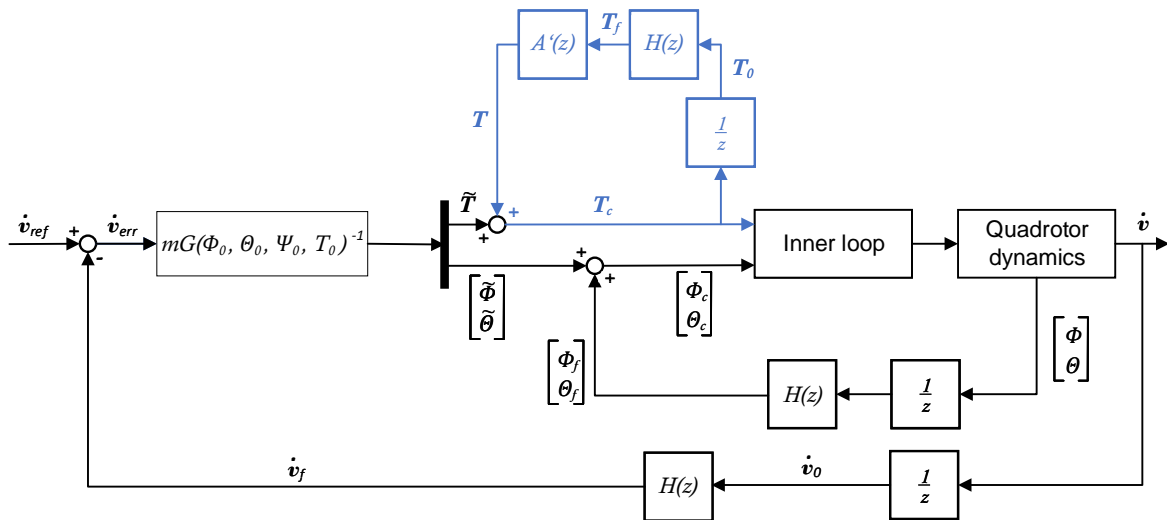 T_f
A'(z)
H(z)
T_0
T
1/z
T̃
+
+
T_c
v̇_ref
+
-
v̇_err
mG(Φ_0, Θ_0, Ψ_0, T_0)^-1
Inner loop
Quadrotor
dynamics
v̇
+
+
[Φ̃
Θ̃]
[Φ_c
Θ_c]
[Φ_f
Θ_f]
[Φ
Θ]
H(z)
1/z
v̇_f
H(z)
v̇_0
1/z